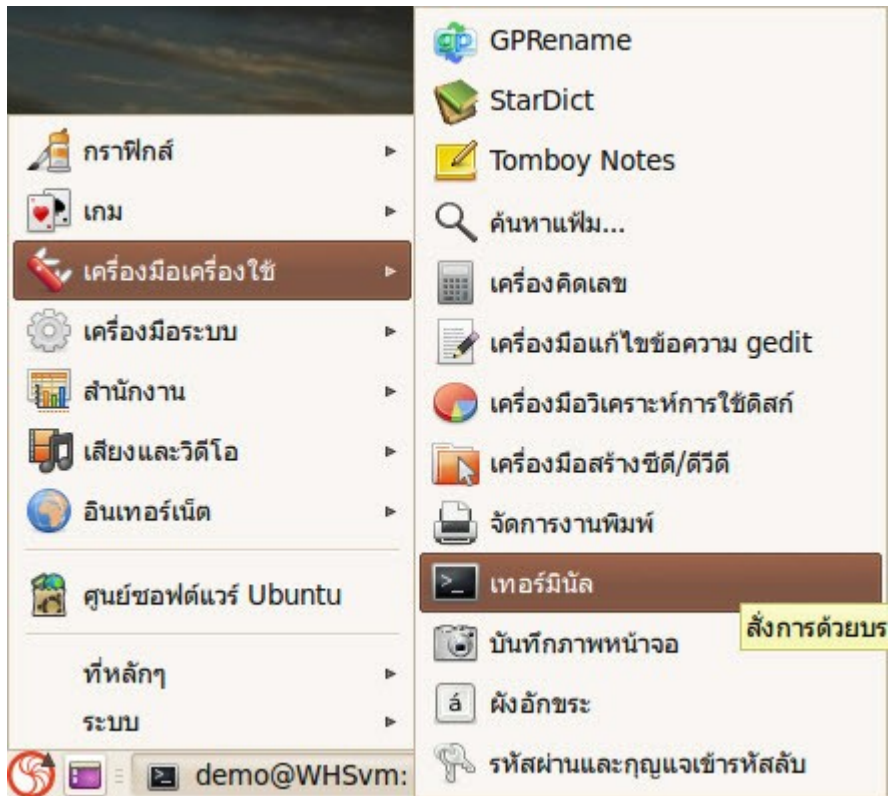 กราฟิกส์
เกม
เครื่องมือเครื่องใช้
เครื่องมือระบบ
สำนักงาน
เสียงและวิดีโอ
อินเทอร์เน็ต
ศูนย์ซอฟต์แวร์ Ubuntu
ที่หลักๆ
ระบบ
demo@WHSvm:
GPRename
StarDict
Tomboy Notes
ค้นหาแฟ้ม...
เครื่องคิดเลข
เครื่องมือแก้ไขข้อความ gedit
เครื่องมือวิเคราะห์การใช้ดิสก์
เครื่องมือสร้างซีดี/ดีวีดี
จัดการงานพิมพ์
เทอร์มินัล
สั่งการด้วยบร
บันทึกภาพหน้าจอ
á ผังอักขระ
รหัสผ่านและกุญแจเข้ารหัสลับ